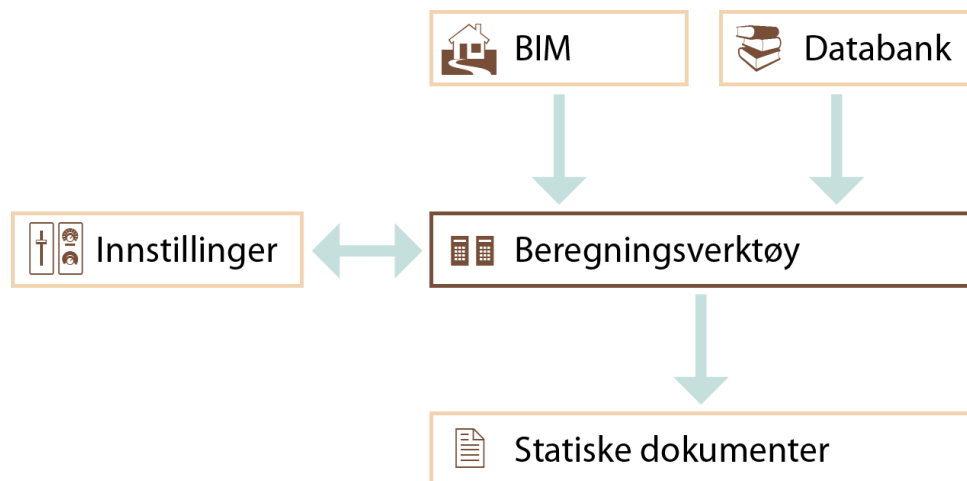 BIM
Databank
Innstillinger
Beregningsverktøy
Statiske dokumenter